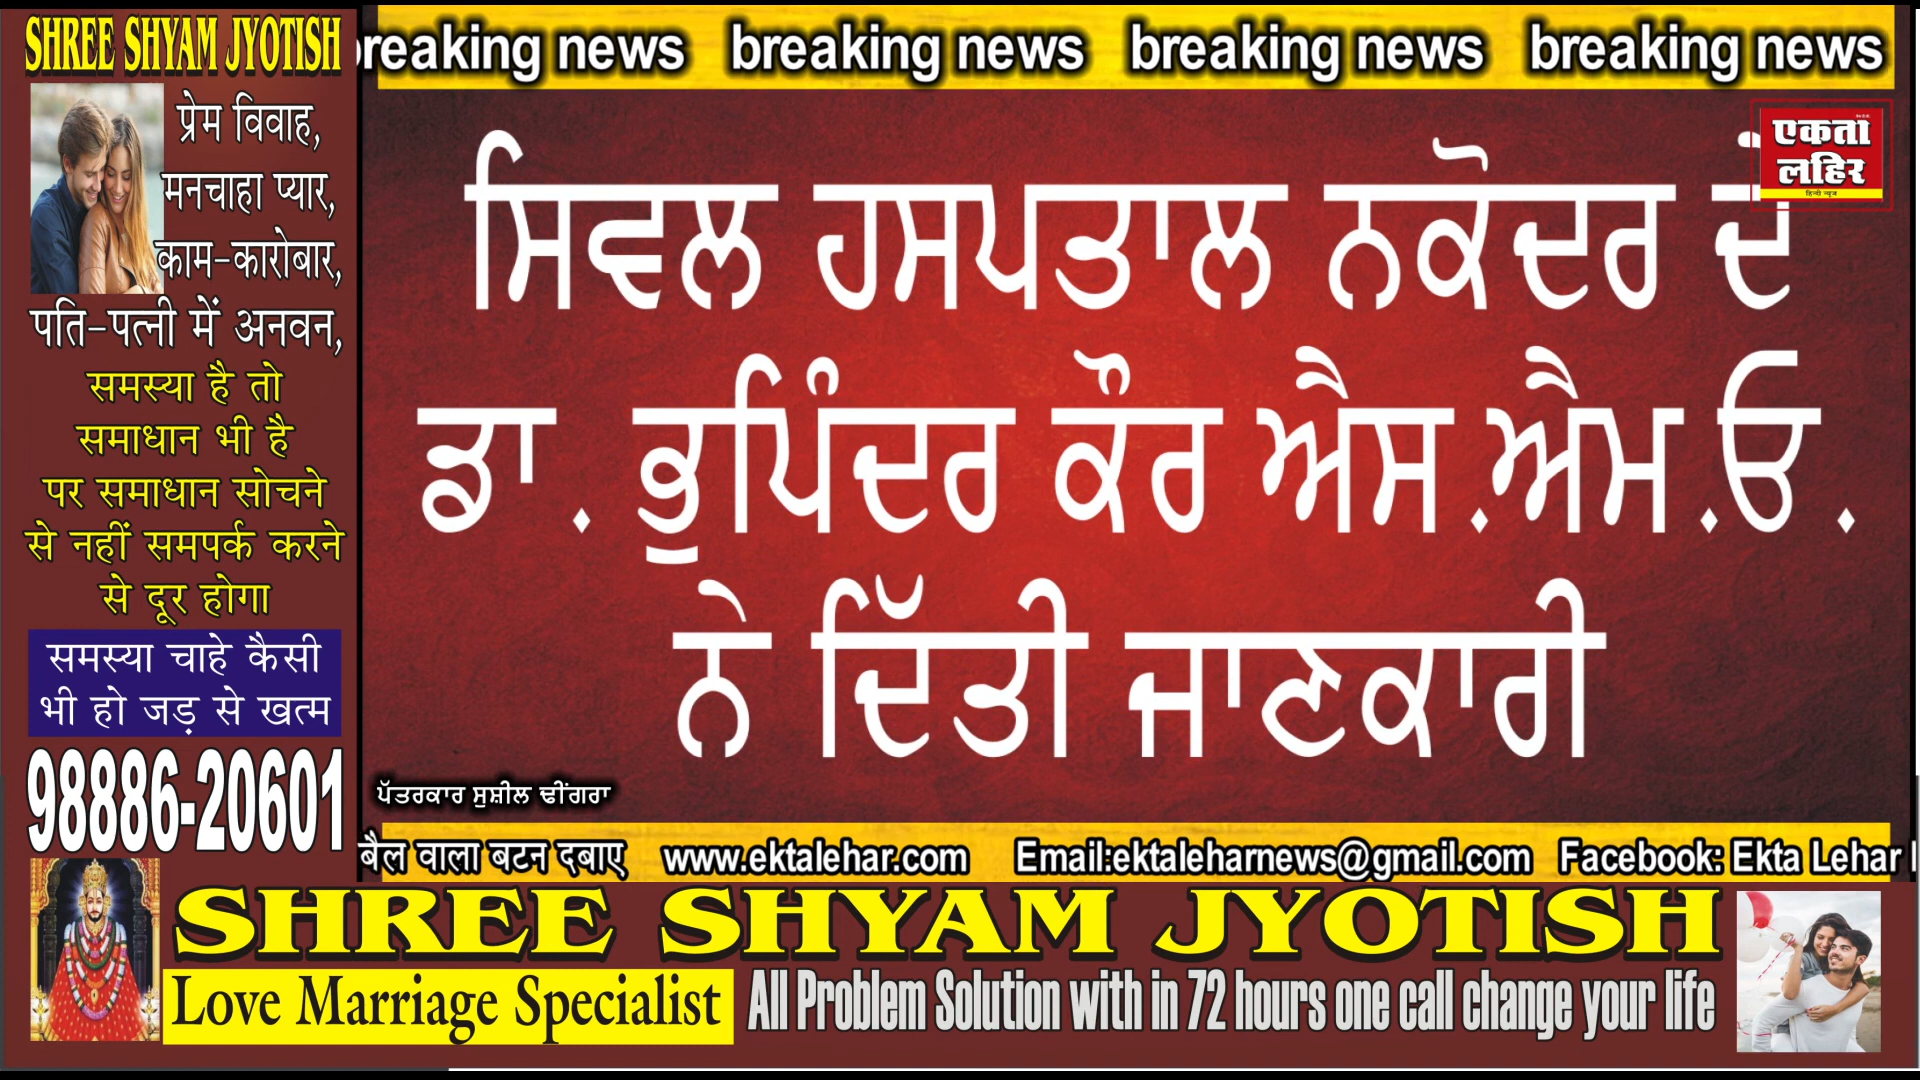 SHREE SHYAM JYOTISH
प्रेम विवाह,
मनचाहा प्यार,
काम-कारोबार,
पति-पत्नी में अनवन,
समस्या है तो
समाधान भी है
पर समाधान सोचने
से नहीं समपर्क करने
से दूर होगा
समस्या चाहे कैसी
भी हो जड़ से खत्म
98886-20601
breaking news breaking news breaking news breaking news
एकता
लहिर
हिन्दी न्यूज
ਸਿਵਲ ਹਸਪਤਾਲ ਨਕੋਦਰ ਦੇ
ਡਾ. ਭੁਪਿੰਦਰ ਕੌਰ ਐਸ.ਐਮ.ਓ.
ਨੇ ਦਿੱਤੀ ਜਾਣਕਾਰੀ
ਪੱਤਰਕਾਰ ਸੁਸ਼ੀਲ ਢੀਂਗਰਾ
बैल वाला बटन दबाए www.ektalehar.com Email:ektaleharnews@gmail.com Facebook: Ekta Lehar
SHREE SHYAM JYOTISH
Love Marriage Specialist All Problem Solution with in 72 hours one call change your life